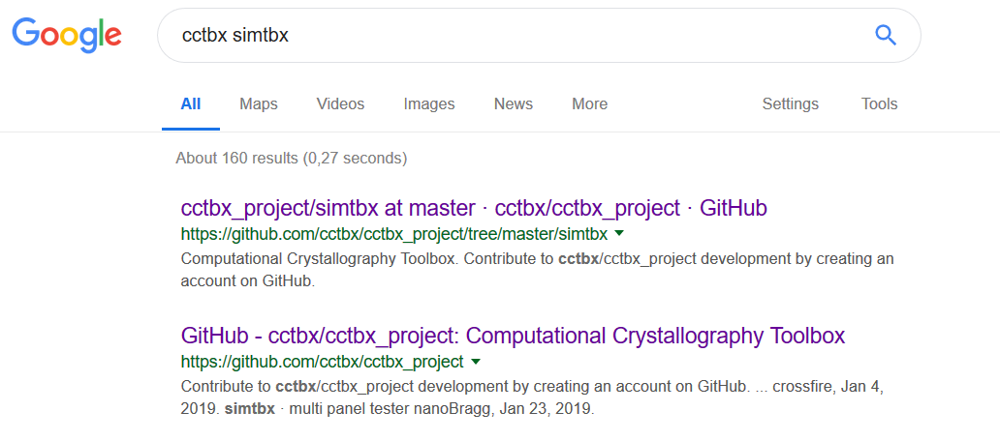 Google
cctbx simtbx
All Maps Videos Images News More Settings Tools
About 160 results (0,27 seconds)
cctbx_project/simtbx at master · cctbx/cctbx_project · GitHub
https://github.com/cctbx/cctbx_project/tree/master/simtbx
Computational Crystallography Toolbox. Contribute to cctbx/cctbx_project development by creating an
account on GitHub.
GitHub - cctbx/cctbx_project: Computational Crystallography Toolbox
https://github.com/cctbx/cctbx_project
Contribute to cctbx/cctbx_project development by creating an account on GitHub. ... crossfire, Jan 4,
2019. simtbx · multi panel tester nanoBragg, Jan 23, 2019.